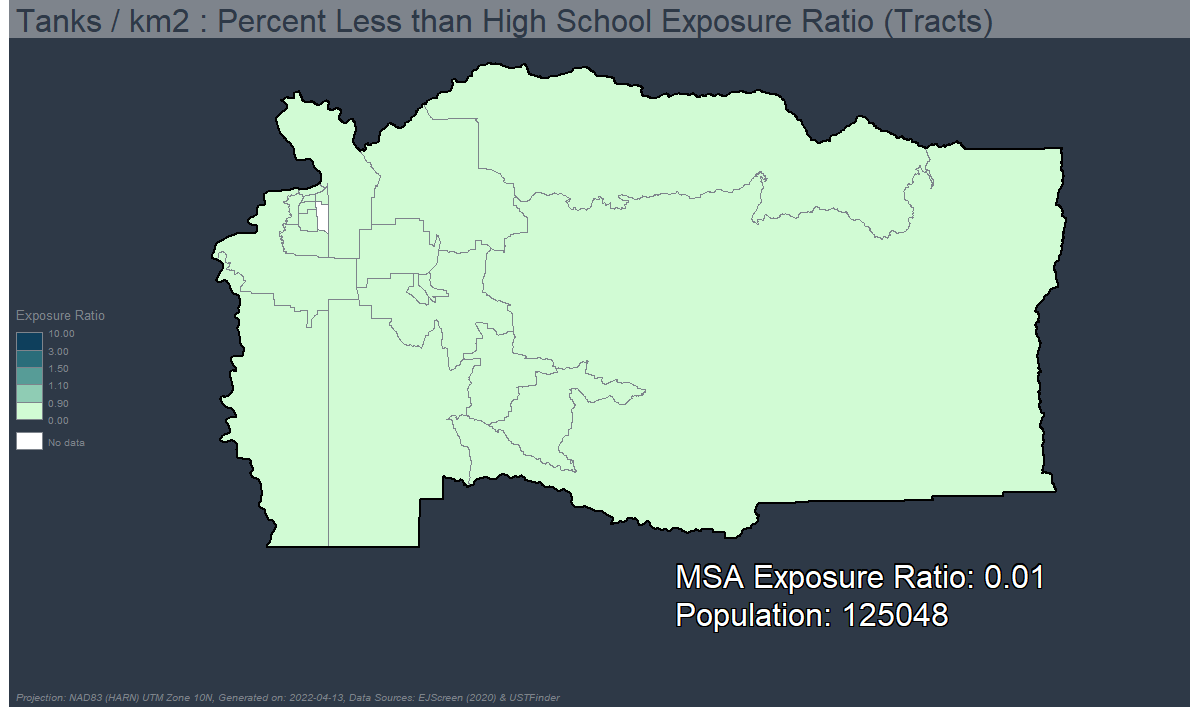 Tanks / km2 : Percent Less than High School Exposure Ratio (Tracts)
Exposure Ratio
10.00
3.00
1.50
1.10
0.90
0.00
No data
MSA Exposure Ratio: 0.01
Population: 125048
Projection: NAD83 (HARN) UTM Zone 10N, Generated on: 2022-04-13, Data Sources: EJScreen (2020) & USTFinder